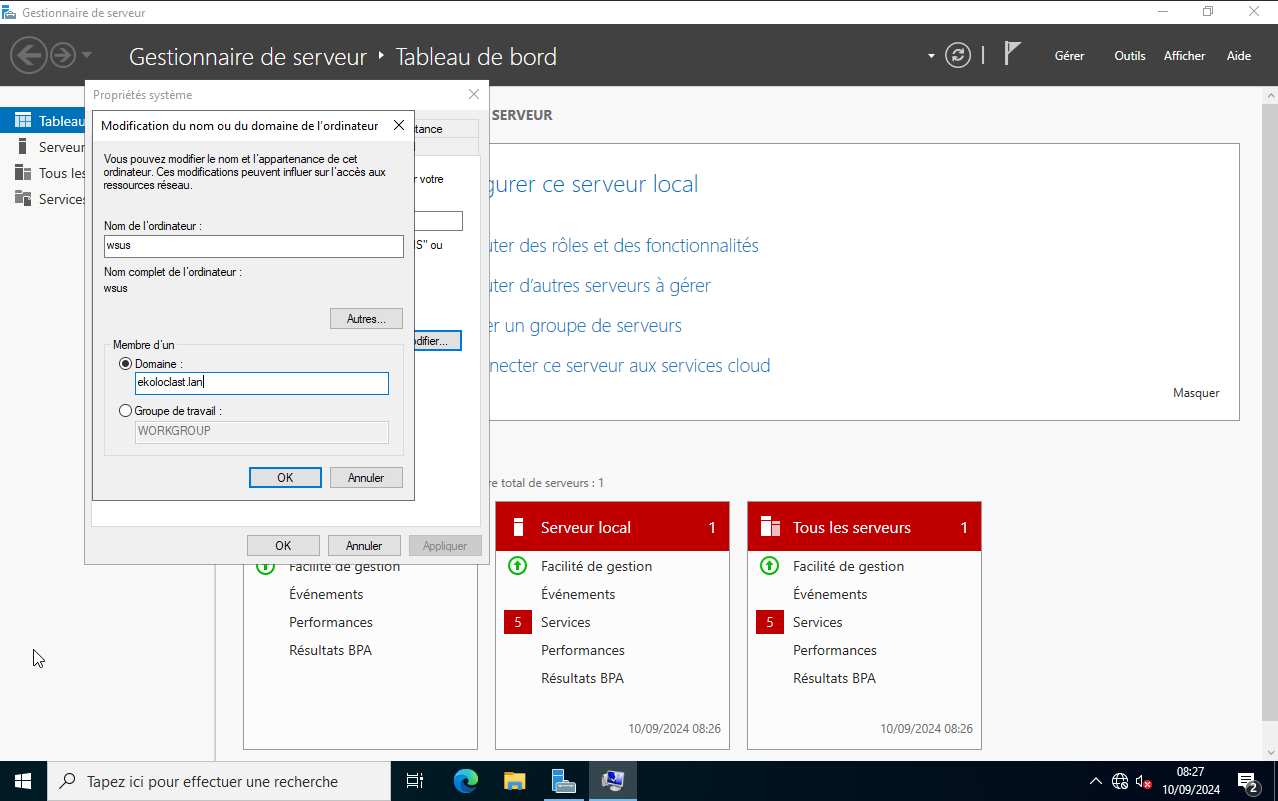 Gestionnaire de serveur
Gestionnaire de serveur ‣ Tableau de bord
Gérer Outils Afficher Aide
Propriétés système
Modification du nom ou du domaine de l'ordinateur
Vous pouvez modifier le nom et l'appartenance de cet
ordinateur. Ces modifications peuvent influer sur l'accès aux
ressources réseau.
Nom de l'ordinateur :
wsus
Nom complet de l'ordinateur :
wsus
Autres...
Membre d'un
Domaine :
ekoloclast.lan
Groupe de travail :
WORKGROUP
OK Annuler
OK Annuler Appliquer
tance
r votre
S" ou
difier...
Tableau
Serveur
Tous les
Services
SERVEUR
gurer ce serveur local
uter des rôles et des fonctionnalités
uter d'autres serveurs à gérer
er un groupe de serveurs
necter ce serveur aux services cloud
Masquer
re total de serveurs : 1
Facilité de gestion
Événements
Performances
Résultats BPA
Serveur local 1
Facilité de gestion
Événements
5 Services
Performances
Résultats BPA
10/09/2024 08:26
Tous les serveurs 1
Facilité de gestion
Événements
5 Services
Performances
Résultats BPA
10/09/2024 08:26
Tapez ici pour effectuer une recherche
08:27
10/09/2024
2